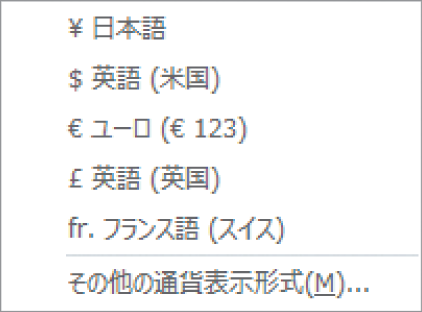 ¥ 日本語
$ 英語 (米国)
€ ユーロ (€ 123)
£ 英語 (英国)
fr. フランス語 (スイス)
その他の通貨表示形式(M)...